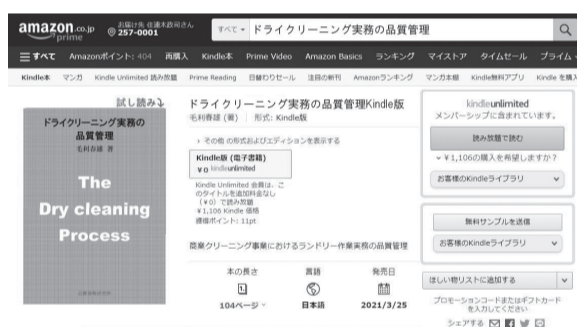 amazon.co.jp
prime
お届け先 佐護木政司さん
257-0001
すべて
ドライクリーニング実務の品質管理
すべて Amazonポイント: 404 再購入 Kindle本 Prime Video Amazon Basics ランキング マイストア タイムセール プライム
Kindle本 マンガ Kindle Unlimited 読み放題 Prime Reading 日替わりセール 注目の新刊 Amazonランキング マンガ本棚 Kindle無料アプリ Kindle を購入
試し読み
ドライクリーニング実務の
品質管理
毛利春雄 著
The
Dry cleaning
Process
ドライクリーニング実務の品質管理Kindle版
毛利春雄 (著) 形式: Kindle版
› その他 の形式およびエディションを表示する
Kindle版 (電子書籍)
¥0 kindleunlimited
Kindle Unlimited 会員は、こ
のタイトルを追加料金なし
(¥0) で読み放題
¥1,106 Kindle 価格
獲得ポイント: 11pt
商業クリーニング事業におけるランドリー作業実務の品質管理
本の長さ 言語 発売日
104ページ 日本語 2021/3/25
kindleunlimited
メンバーシップに含まれています。
読み放題で読む
¥1,106の購入を希望しますか?
お客様のKindleライブラリ
無料サンプルを送信
お客様のKindleライブラリ
ほしい物リストに追加する
プロモーションコードまたはギフトカード
を入力してください
シェアする